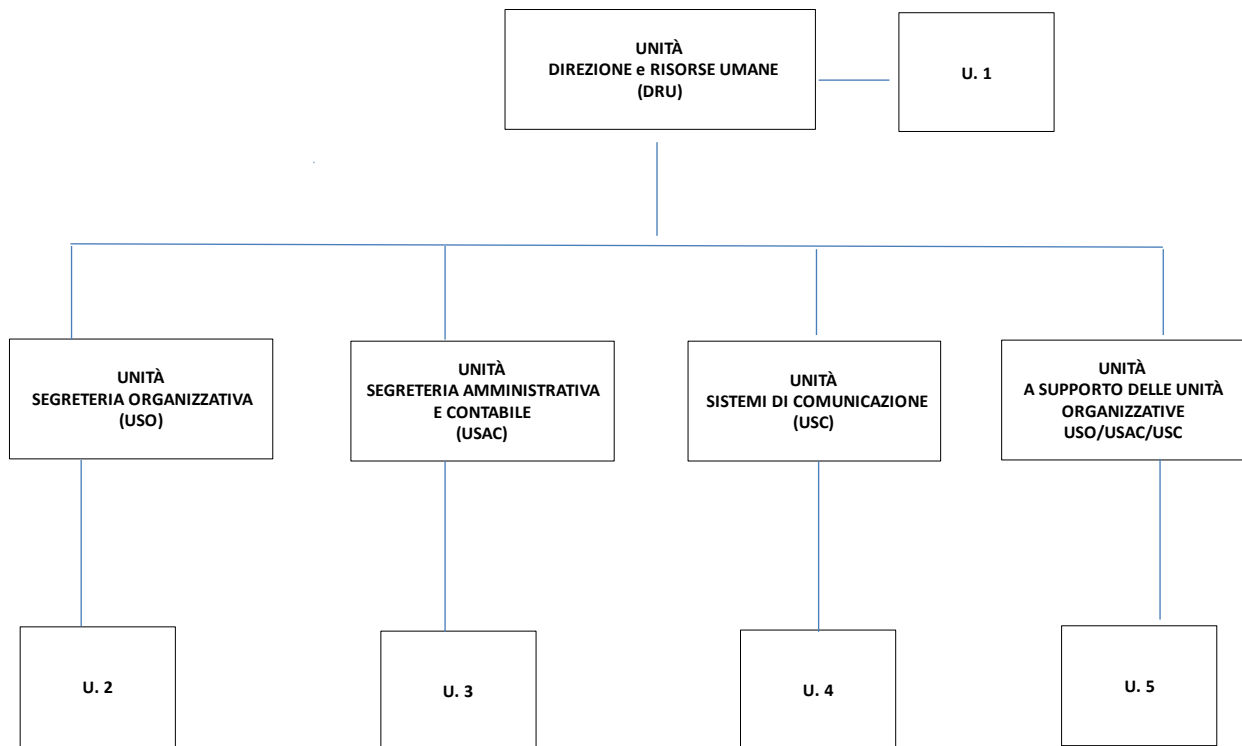 UNITÀ
DIREZIONE e RISORSE UMANE
(DRU)
U. 1
UNITÀ
SEGRETERIA ORGANIZZATIVA
(USO)
UNITÀ
SEGRETERIA AMMINISTRATIVA
E CONTABILE
(USAC)
UNITÀ
SISTEMI DI COMUNICAZIONE
(USC)
UNITÀ
A SUPPORTO DELLE UNITÀ
ORGANIZZATIVE
USO/USAC/USC
U. 2
U. 3
U. 4
U. 5